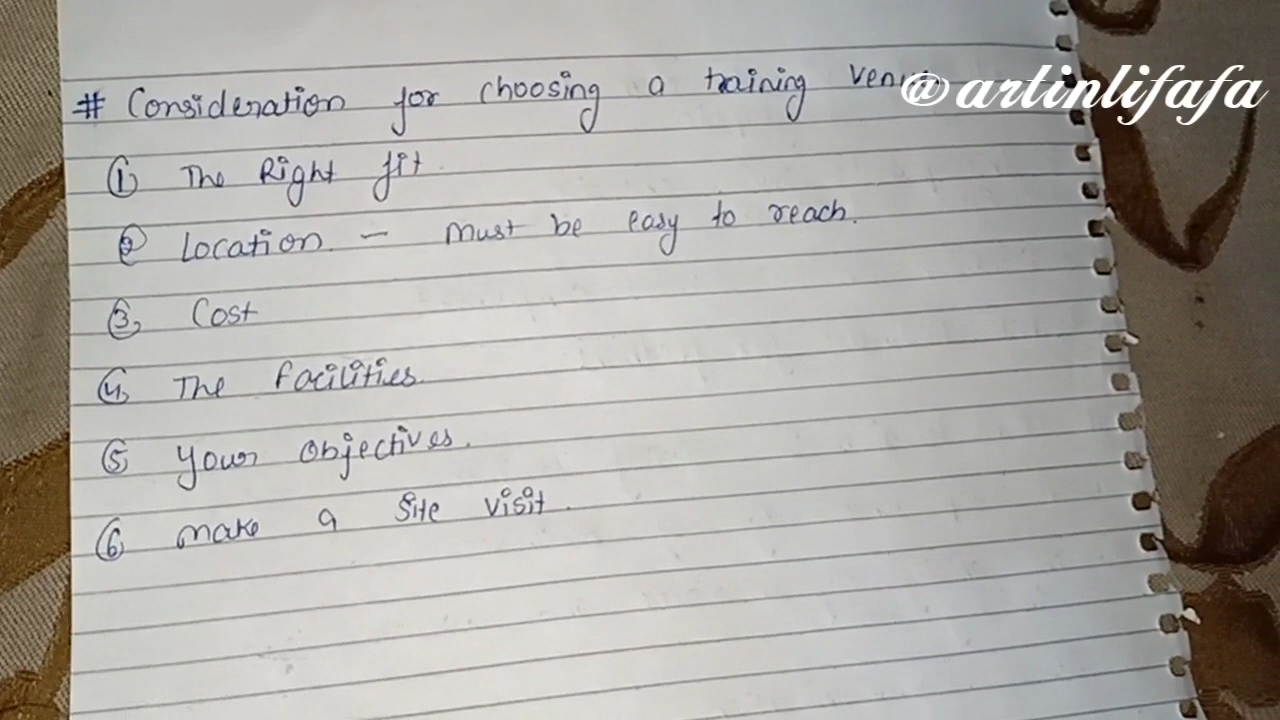 # Consideration for choosing a training @artinlifafa
① The Right fit
② Location – Must be easy to reach.
③ Cost
④ The Facilities
⑤ Your Objectives.
⑥ Make a Site Visit.